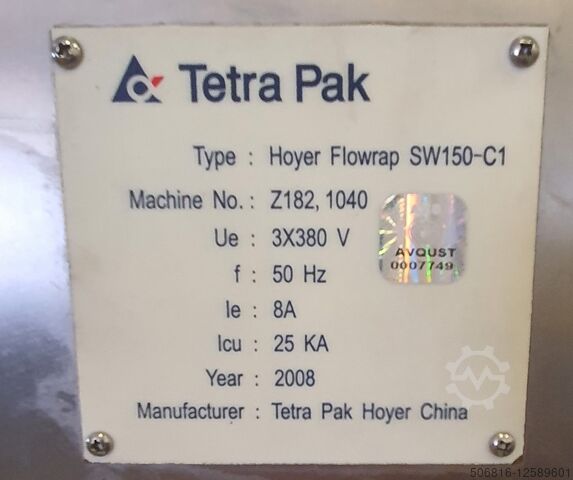 Tetra Pak
Type : Hoyer Flowrap SW150-C1
Machine No. : Z182, 1040
Ue : 3X380 V
f : 50 Hz
Ie : 8A
Icu : 25 KA
Year : 2008
Manufacturer : Tetra Pak Hoyer China
AVQUST
0007749
506816-12589601